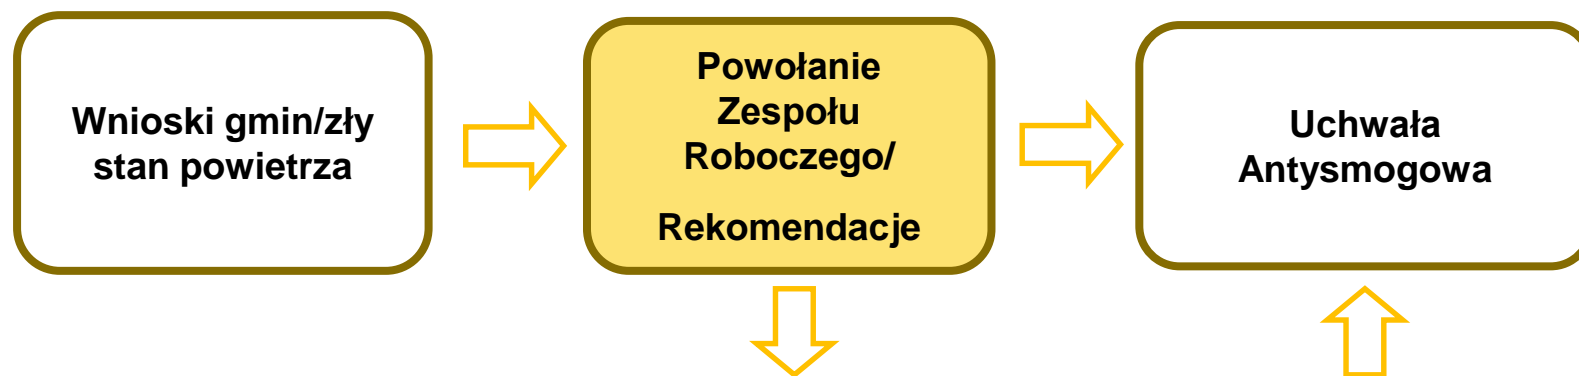 Wnioski gmin/zły
stan powietrza
Powołanie
Zespołu
Roboczego/
Rekomendacje
Uchwała
Antysmogowa